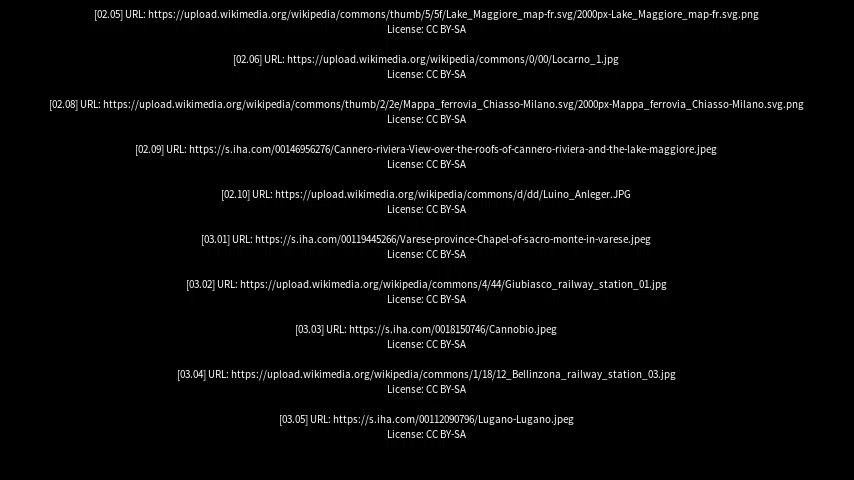 [02.05] URL: https://upload.wikimedia.org/wikipedia/commons/thumb/5/5f/Lake_Maggiore_map-fr.svg/2000px-Lake_Maggiore_map-fr.svg.png
License: CC BY-SA
[02.06] URL: https://upload.wikimedia.org/wikipedia/commons/0/00/Locarno_1.jpg
License: CC BY-SA
[02.08] URL: https://upload.wikimedia.org/wikipedia/commons/thumb/2/2e/Mappa_ferrovia_Chiasso-Milano.svg/2000px-Mappa_ferrovia_Chiasso-Milano.svg.png
License: CC BY-SA
[02.09] URL: https://s.iha.com/00146956276/Cannero-riviera-View-over-the-roofs-of-cannero-riviera-and-the-lake-maggiore.jpeg
License: CC BY-SA
[02.10] URL: https://upload.wikimedia.org/wikipedia/commons/d/dd/Luino_Anleger.JPG
License: CC BY-SA
[03.01] URL: https://s.iha.com/00119445266/Varese-province-Chapel-of-sacro-monte-in-varese.jpeg
License: CC BY-SA
[03.02] URL: https://upload.wikimedia.org/wikipedia/commons/4/44/Giubiasco_railway_station_01.jpg
License: CC BY-SA
[03.03] URL: https://s.iha.com/0018150746/Cannobio.jpeg
License: CC BY-SA
[03.04] URL: https://upload.wikimedia.org/wikipedia/commons/1/18/12_Bellinzona_railway_station_03.jpg
License: CC BY-SA
[03.05] URL: https://s.iha.com/00112090796/Lugano-Lugano.jpeg
License: CC BY-SA